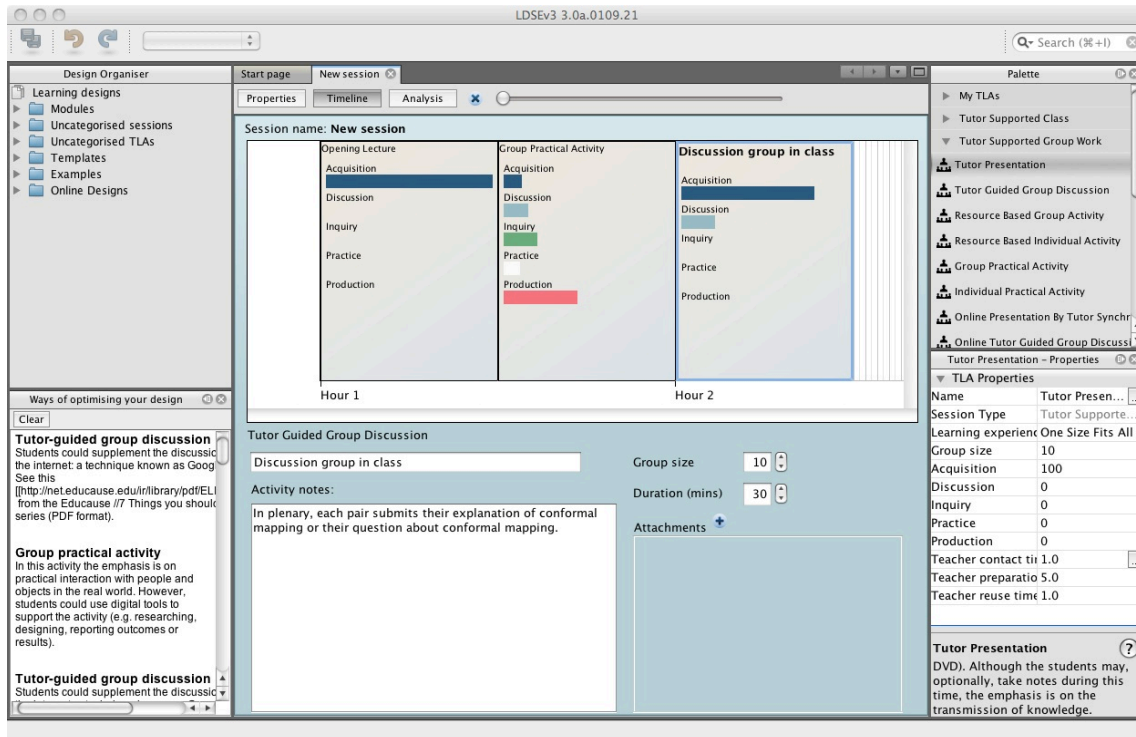 LDSEv3 3.0a.0109.21
Search (⌘+I)
Design Organiser
Learning designs
Modules
Uncategorised sessions
Uncategorised TLAs
Templates
Examples
Online Designs
Ways of optimising your design
Clear
Tutor-guided group discussion
Students could supplement the discussic
the internet: a technique known as Goog
See this
[[http://net.educause.edu/ir/library/pdf/ELI
from the Educause //7 Things you shoulc
series (PDF format).
Group practical activity
In this activity the emphasis is on
practical interaction with people and
objects in the real world. However,
students could use digital tools to
support the activity (e.g. researching,
designing, reporting outcomes or
results).
Tutor-guided group discussion
Students could supplement the discussic
Start page
New session
Properties
Timeline
Analysis
Session name: New session
Opening Lecture
Acquisition
Discussion
Inquiry
Practice
Production
Group Practical Activity
Acquisition
Discussion
Inquiry
Practice
Production
Discussion group in class
Acquisition
Discussion
Inquiry
Practice
Production
Hour 1
Hour 2
Tutor Guided Group Discussion
Discussion group in class
Activity notes:
In plenary, each pair submits their explanation of conformal
mapping or their question about conformal mapping.
Group size 10
Duration (mins) 30
Attachments
Palette
My TLAs
Tutor Supported Class
Tutor Supported Group Work
Tutor Presentation
Tutor Guided Group Discussion
Resource Based Group Activity
Resource Based Individual Activity
Group Practical Activity
Individual Practical Activity
Online Presentation By Tutor Synchr
Online Tutor Guided Group Discussi
Tutor Presentation – Properties
TLA Properties
Name Tutor Presen... ...
Session Type Tutor Supporte...
Learning experienc One Size Fits All
Group size 10
Acquisition 100
Discussion 0
Inquiry 0
Practice 0
Production 0
Teacher contact tir 1.0 ...
Teacher preparatio 5.0
Teacher reuse time 1.0
Tutor Presentation ?
DVD). Although the students may,
optionally, take notes during this
time, the emphasis is on the
transmission of knowledge.